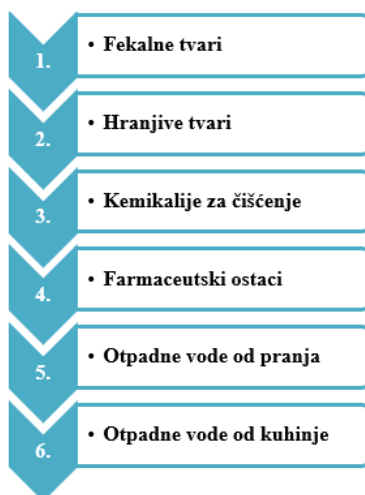 1. • Fekalne tvari
2. • Hranjive tvari
3. • Kemikalije za čišćenje
4. • Farmaceutski ostaci
5. • Otpadne vode od pranja
6. • Otpadne vode od kuhinje